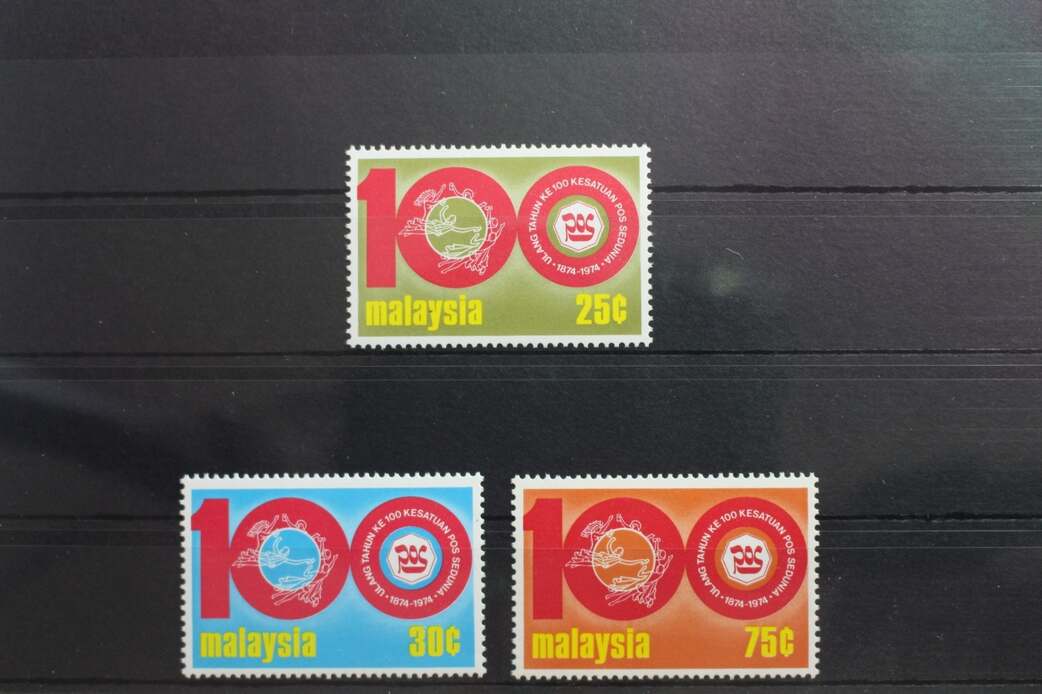 100
ULANG TAHUN KE 100 KESATUAN POS SEDUNIA
• 1874-1974 •
pos
malaysia 25¢
100
ULANG TAHUN KE 100 KESATUAN POS SEDUNIA
• 1874-1974 •
pos
malaysia 30¢
100
ULANG TAHUN KE 100 KESATUAN POS SEDUNIA
• 1874-1974 •
pos
malaysia 75¢